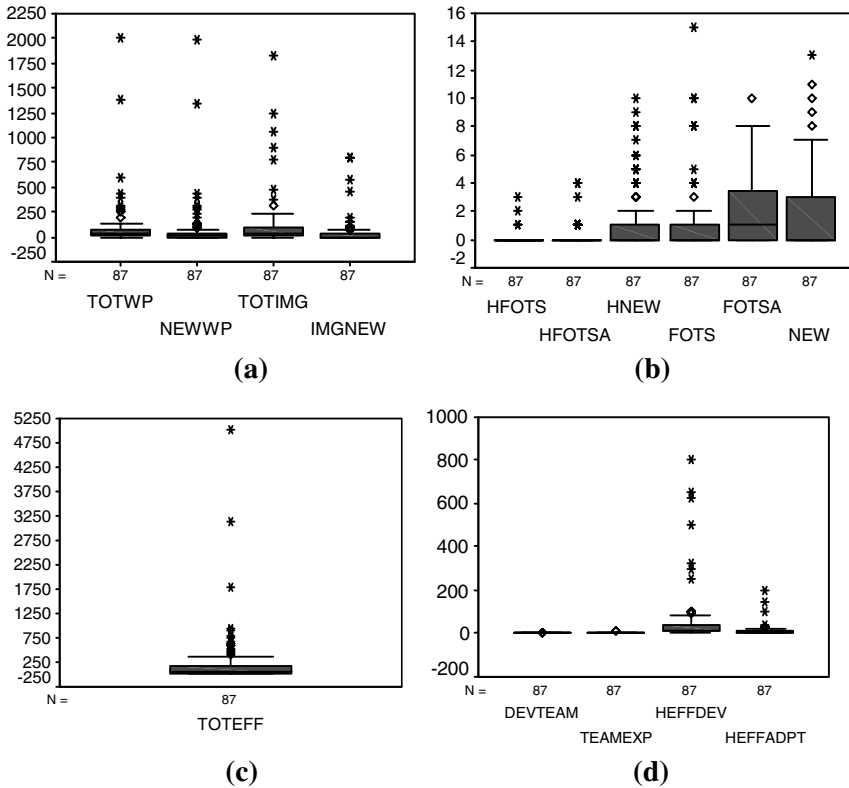 2250
2000
1750
1500
1250
1000
750
500
250
0
-250
N = 87 87 87 87
TOTWP TOTIMG
NEWWP IMGNEW
(a)
16
14
12
10
8
6
4
2
0
-2
N = 87 87 87 87 87 87
HFOTS HNEW FOTSA
HFOTSA FOTS NEW
(b)
5250
4750
4250
3750
3250
2750
2250
1750
1250
750
250
-250
N = 87
TOTEFF
(c)
1000
800
600
400
200
0
-200
N = 87 87 87 87
DEVTEAM HEFFDEV
TEAMEXP HEFFADPT
(d)